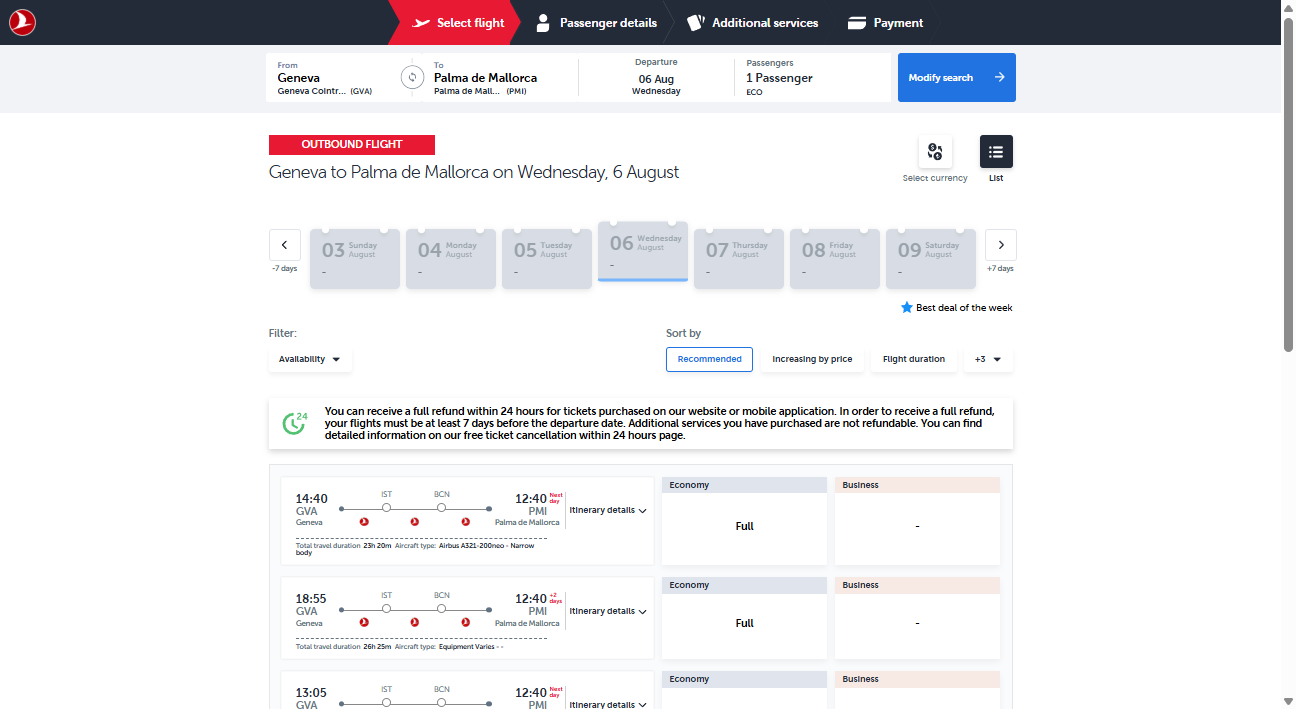 Select flight
Passenger details
Additional services
Payment
From
Geneva
Geneva Cointr... (GVA)
To
Palma de Mallorca
Palma de Mall... (PMI)
Departure
06 Aug
Wednesday
Passengers
1 Passenger
ECO
Modify search
OUTBOUND FLIGHT
Geneva to Palma de Mallorca on Wednesday, 6 August
Select currency
List
-7 days
03 Sunday August
-
04 Monday August
-
05 Tuesday August
-
06 Wednesday August
-
07 Thursday August
-
08 Friday August
-
09 Saturday August
-
+7 days
Best deal of the week
Filter:
Availability
Sort by
Recommended
Increasing by price
Flight duration
+3
24
You can receive a full refund within 24 hours for tickets purchased on our website or mobile application. In order to receive a full refund,
your flights must be at least 7 days before the departure date. Additional services you have purchased are not refundable. You can find
detailed information on our free ticket cancellation within 24 hours page.
14:40
GVA
Geneva
IST
BCN
12:40 Next day
PMI
Palma de Mallorca
Itinerary details
Total travel duration 23h 20m Aircraft type: Airbus A321-200neo - Narrow
body
Economy
Full
Business
-
18:55
GVA
Geneva
IST
BCN
12:40 +2 days
PMI
Palma de Mallorca
Itinerary details
Total travel duration 26h 25m Aircraft type: Equipment Varies - -
Economy
Full
Business
-
13:05
GVA
IST
BCN
12:40 Next day
PMI
Itinerary details
Economy
Business